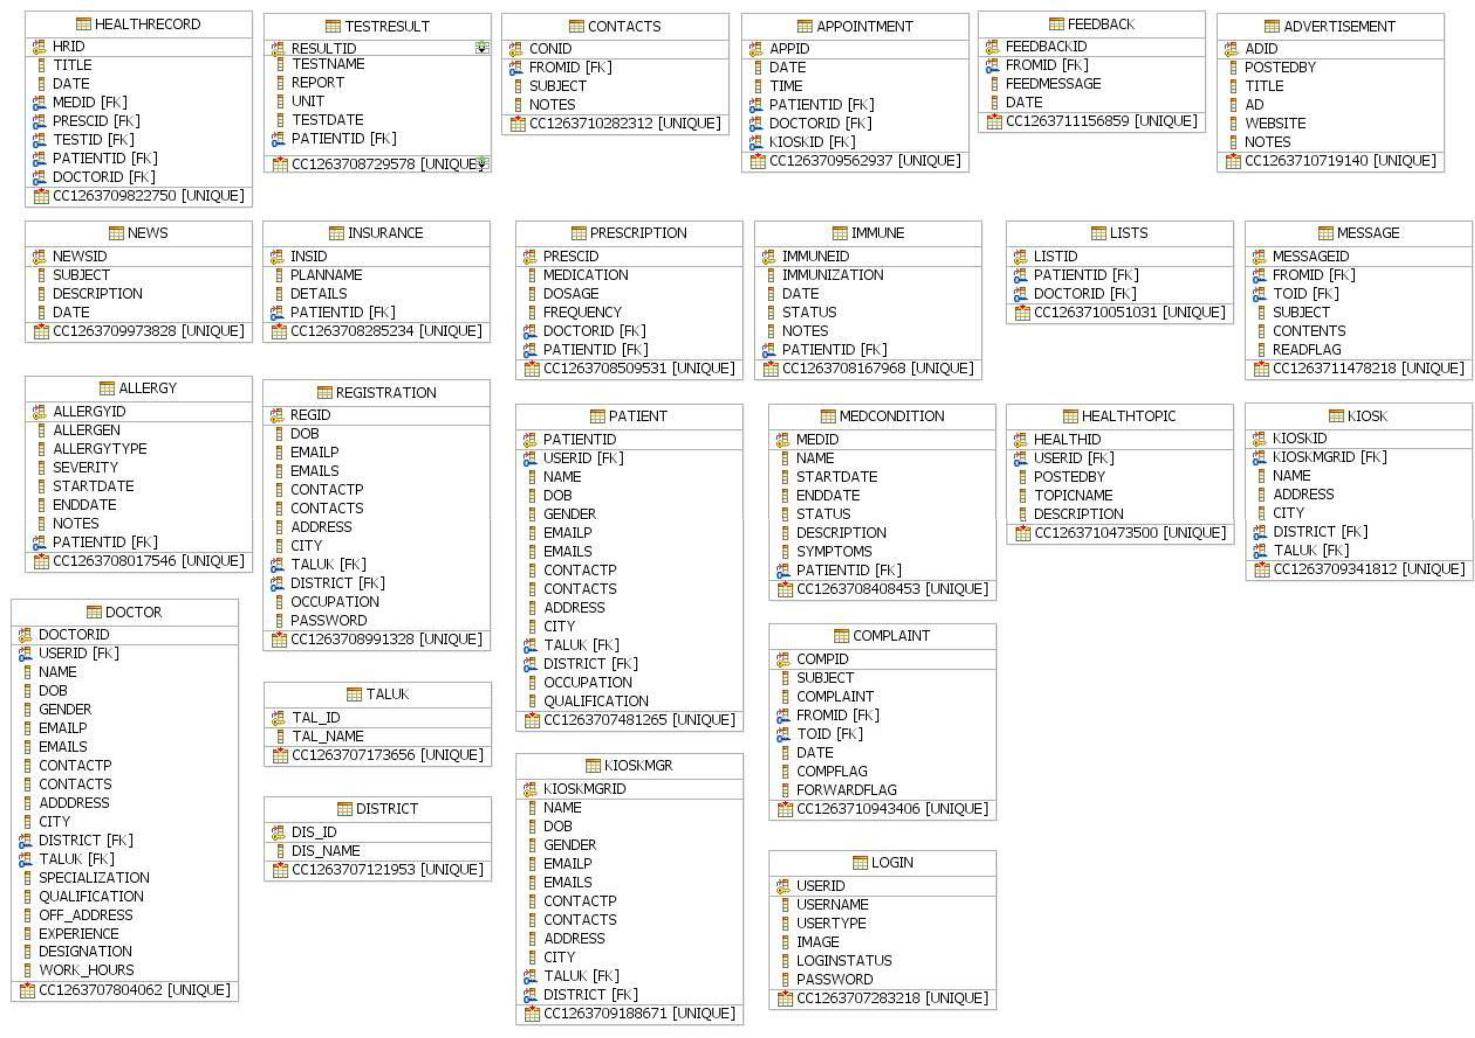 HEALTHRECORD
HRID
TITLE
DATE
MEDID [FK]
PRESCID [FK]
TESTID [FK]
PATIENTID [FK]
DOCTORID [FK]
CC1263709822750 [UNIQUE]
TESTRESULT
RESULTID
TESTNAME
REPORT
UNIT
TESTDATE
PATIENTID [FK]
CC1263708729578 [UNIQUE
CONTACTS
CONID
FROMID [FK]
SUBJECT
NOTES
CC1263710282312 [UNIQUE]
APPOINTMENT
APPID
DATE
TIME
PATIENTID [FK]
DOCTORID [FK]
KIOSKID [FK]
CC1263709562937 [UNIQUE]
FEEDBACK
FEEDBACKID
FROMID [FK]
FEEDMESSAGE
DATE
CC1263711156859 [UNIQUE]
ADVERTISEMENT
ADID
POSTEDBY
TITLE
AD
WEBSITE
NOTES
CC1263710719140 [UNIQUE]
NEWS
NEWSID
SUBJECT
DESCRIPTION
DATE
CC1263709973828 [UNIQUE]
INSURANCE
INSID
PLANNAME
DETAILS
PATIENTID [FK]
CC1263708285234 [UNIQUE]
PRESCRIPTION
PRESCID
MEDICATION
DOSAGE
FREQUENCY
DOCTORID [FK]
PATIENTID [FK]
CC1263708509531 [UNIQUE]
IMMUNE
IMMUNEID
IMMUNIZATION
DATE
STATUS
NOTES
PATIENTID [FK]
CC1263708167968 [UNIQUE]
LISTS
LISTID
PATIENTID [FK]
DOCTORID [FK]
CC1263710051031 [UNIQUE]
MESSAGE
MESSAGEID
FROMID [FK]
TOID [FK]
SUBJECT
CONTENTS
READFLAG
CC1263711478218 [UNIQUE]
ALLERGY
ALLERGYID
ALLERGEN
ALLERGYTYPE
SEVERITY
STARTDATE
ENDDATE
NOTES
PATIENTID [FK]
CC1263708017546 [UNIQUE]
REGISTRATION
REGID
DOB
EMAILP
EMAILS
CONTACTP
CONTACTS
ADDRESS
CITY
TALUK [FK]
DISTRICT [FK]
OCCUPATION
PASSWORD
CC1263708991328 [UNIQUE]
PATIENT
PATIENTID
USERID [FK]
NAME
DOB
GENDER
EMAILP
EMAILS
CONTACTP
CONTACTS
ADDRESS
CITY
TALUK [FK]
DISTRICT [FK]
OCCUPATION
QUALIFICATION
CC1263707481265 [UNIQUE]
MEDCONDITION
MEDID
NAME
STARTDATE
ENDDATE
STATUS
DESCRIPTION
SYMPTOMS
PATIENTID [FK]
CC1263708408453 [UNIQUE]
HEALTHTOPIC
HEALTHID
USERID [FK]
POSTEDBY
TOPICNAME
DESCRIPTION
CC1263710473500 [UNIQUE]
KIOSK
KIOSKID
KIOSKMGRID [FK]
NAME
ADDRESS
CITY
DISTRICT [FK]
TALUK [FK]
CC1263709341812 [UNIQUE]
DOCTOR
DOCTORID
USERID [FK]
NAME
DOB
GENDER
EMAILP
EMAILS
CONTACTP
CONTACTS
ADDDRESS
CITY
DISTRICT [FK]
TALUK [FK]
SPECIALIZATION
QUALIFICATION
OFF_ADDRESS
EXPERIENCE
DESIGNATION
WORK_HOURS
CC1263707804062 [UNIQUE]
TALUK
TAL_ID
TAL_NAME
CC1263707173656 [UNIQUE]
DISTRICT
DIS_ID
DIS_NAME
CC1263707121953 [UNIQUE]
KIOSKMGR
KIOSKMGRID
NAME
DOB
GENDER
EMAILP
EMAILS
CONTACTP
CONTACTS
ADDRESS
CITY
TALUK [FK]
DISTRICT [FK]
CC1263709188671 [UNIQUE]
COMPLAINT
COMPID
SUBJECT
COMPLAINT
FROMID [FK]
TOID [FK]
DATE
COMPFLAG
FORWARDFLAG
CC1263710943406 [UNIQUE]
LOGIN
USERID
USERNAME
USERTYPE
IMAGE
LOGINSTATUS
PASSWORD
CC1263707283218 [UNIQUE]